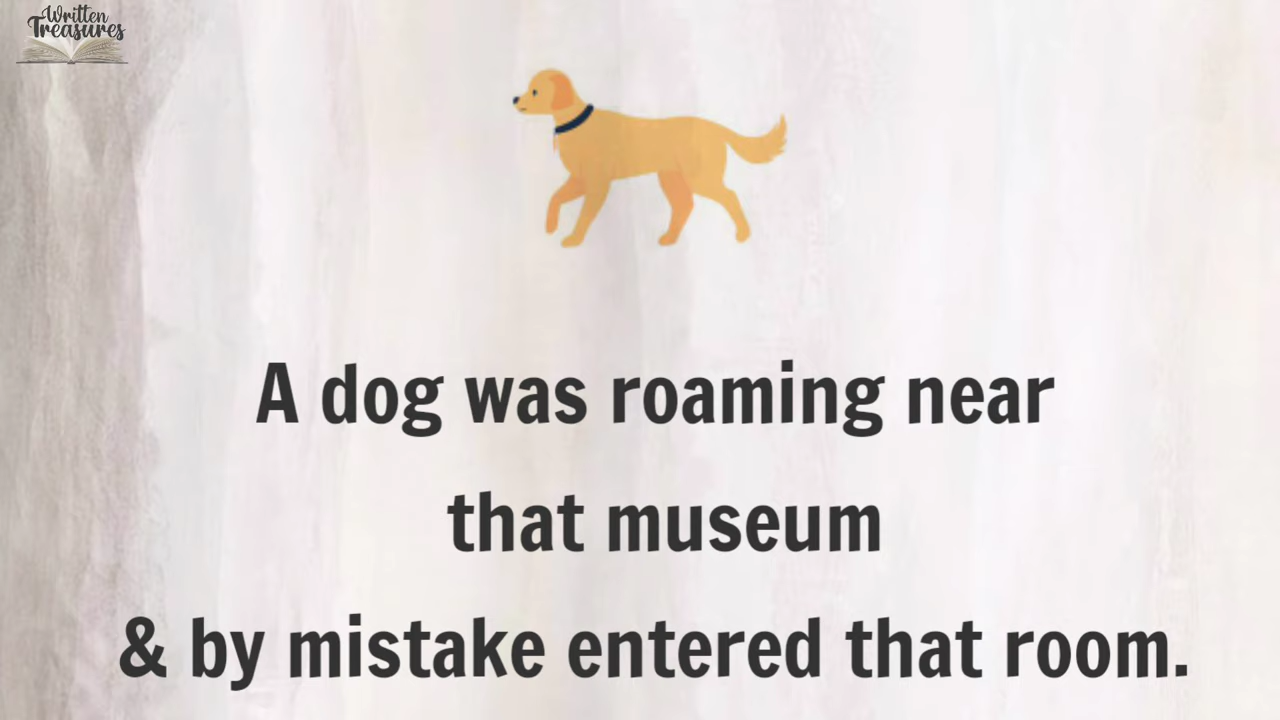 Written
Treasures
A dog was roaming near
that museum
& by mistake entered that room.